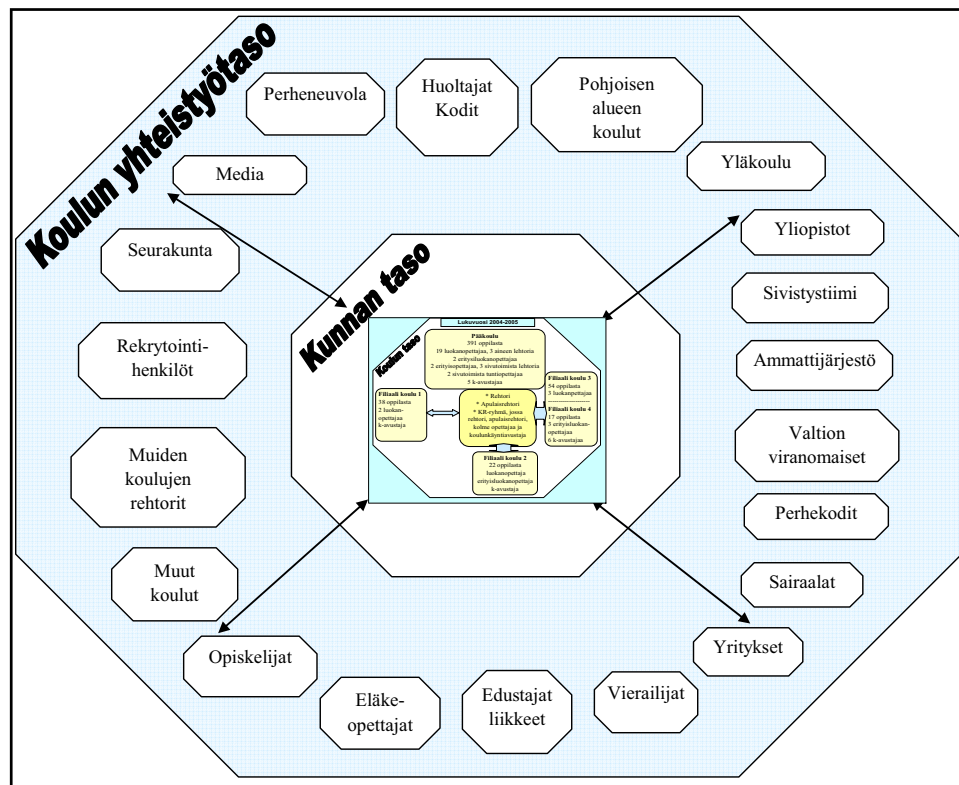 Koulun yhteistyötaso
Perheneuvola
Huoltajat
Kodit
Pohjoisen
alueen
koulut
Media
Yläkoulu
Seurakunta
Yliopistot
Kunnan taso
Sivistystiimi
Rekrytointi-
henkilöt
Ammattijärjestö
Muiden
koulujen
rehtorit
Valtion
viranomaiset
Perhekodit
Muut
koulut
Sairaalat
Opiskelijat
Yritykset
Eläke-
opettajat
Edustajat
liikkeet
Vierailijat
Lukuvuosi 2004-2005
Koulun taso
Pääkoulu
391 oppilasta
19 luokanopettajaa, 3 aineen lehtoria
2 eritysiluokanopettajaa
2 erityisopettajaa, 3 sivutoimista lehtoria
2 sivutoimista tuntiopettajaa
5 k-avustajaa
Filiaali koulu 1
38 oppilasta
2 luokan-
opettajaa
k-avustaja
* Rehtori
* Apulaisrehtori
* KR-ryhmä, jossa
rehtori, apulaisrehtori,
kolme opettajaa ja
koulunkäyntiavustaja
Filiaali koulu 3
54 oppilasta
3 luokanpettajaa
--------------------
Filiaali koulu 4
17 oppilasta
3 erityisluokan-
opettajaa
6 k-avustajaa
Filiaali koulu 2
22 oppilasta
luokanopettaja
erityisluokanopettaja
k-avustaja